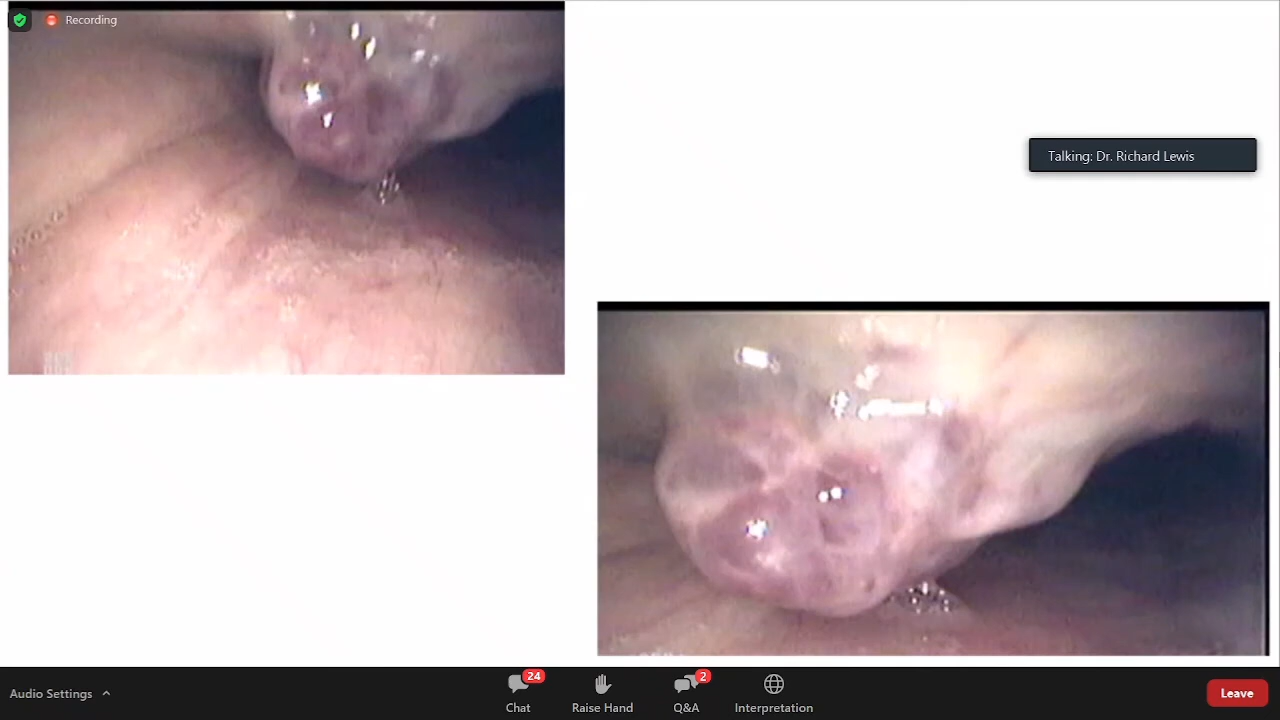 Recording
Talking: Dr. Richard Lewis
Audio Settings
24
Chat
Raise Hand
2
Q&A
Interpretation
Leave